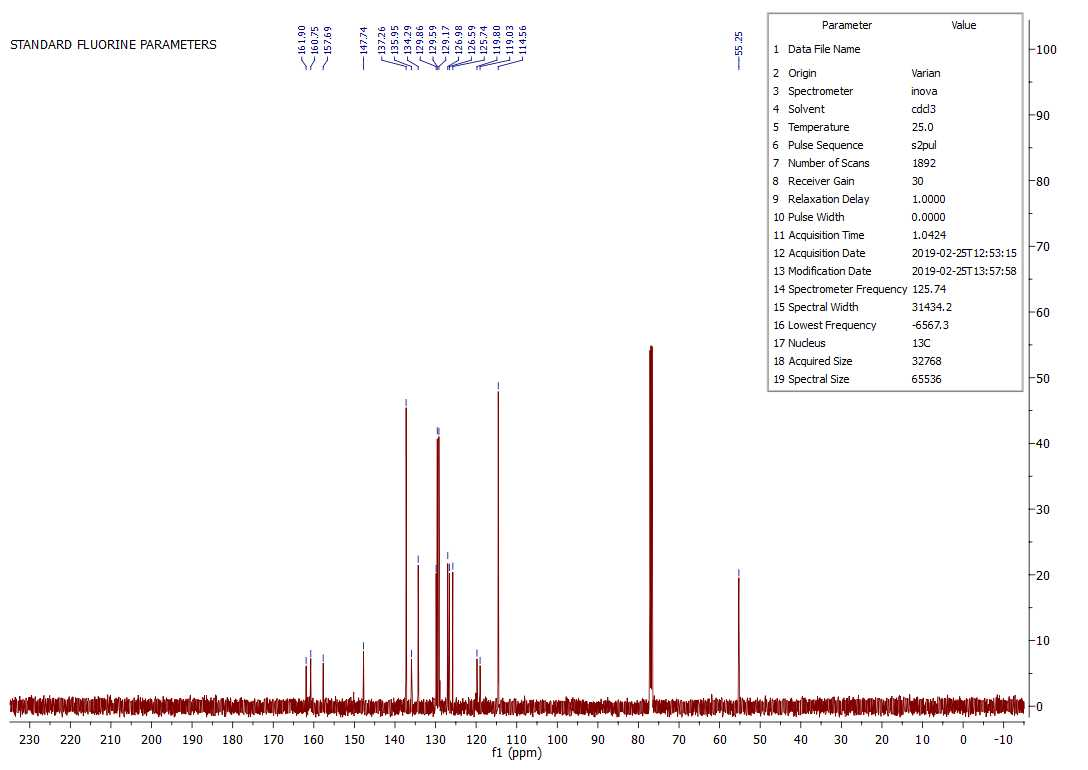 STANDARD FLUORINE PARAMETERS
161.90
160.75
157.69
147.74
137.26
135.95
134.29
129.86
129.59
129.17
126.98
126.59
125.74
119.80
119.03
114.56
55.25
Parameter Value
1 Data File Name
2 Origin Varian
3 Spectrometer inova
4 Solvent cdcl3
5 Temperature 25.0
6 Pulse Sequence s2pul
7 Number of Scans 1892
8 Receiver Gain 30
9 Relaxation Delay 1.0000
10 Pulse Width 0.0000
11 Acquisition Time 1.0424
12 Acquisition Date 2019-02-25T12:53:15
13 Modification Date 2019-02-25T13:57:58
14 Spectrometer Frequency 125.74
15 Spectral Width 31434.2
16 Lowest Frequency -6567.3
17 Nucleus 13C
18 Acquired Size 32768
19 Spectral Size 65536
100
90
80
70
60
50
40
30
20
10
0
230 220 210 200 190 180 170 160 150 140 130 120 110 100 90 80 70 60 50 40 30 20 10 0 -10
f1 (ppm)